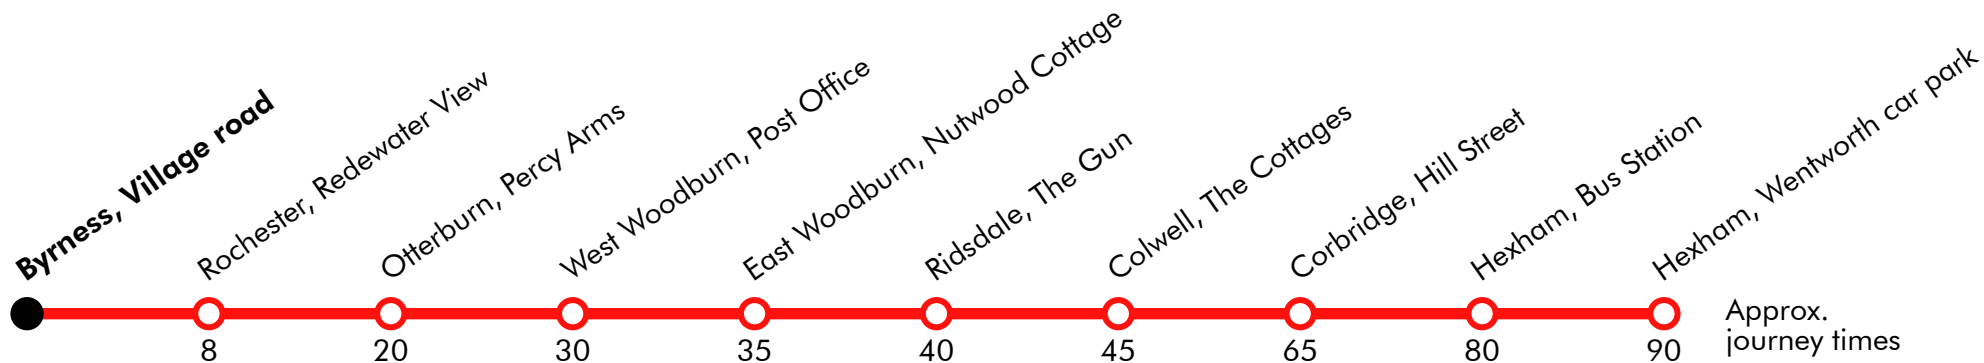 Byrness, Village road
Rochester, Redewater View
Otterburn, Percy Arms
West Woodburn, Post Office
East Woodburn, Nutwood Cottage
Ridsdale, The Gun
Colwell, The Cottages
Corbridge, Hill Street
Hexham, Bus Station
Hexham, Wentworth car park
8
20
30
35
40
45
65
80
90
Approx.
journey times